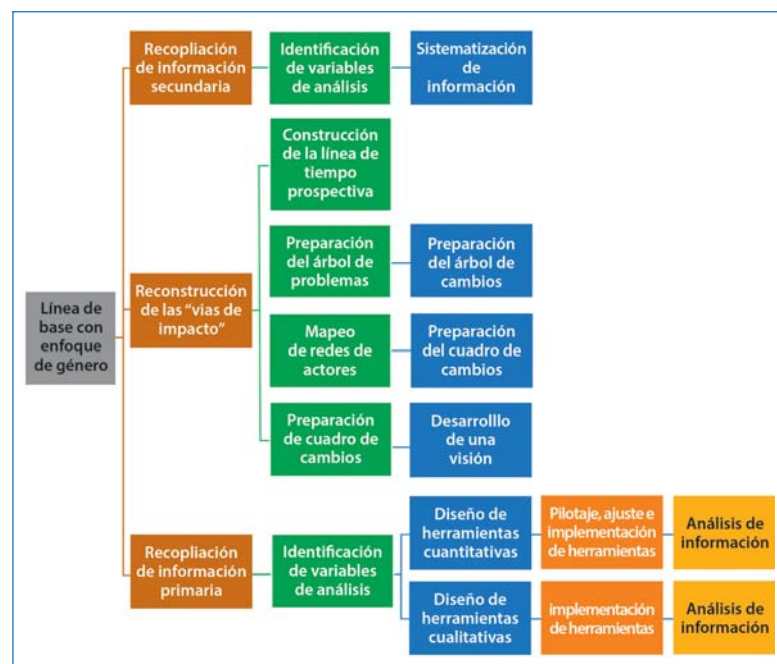 Línea de
base con
enfoque
de género
Recopliación
de información
secundaria
Identificación
de variables
de análisis
Sistematización
de
información
Reconstrucción
de las “vias de
impacto”
Construcción
de la línea de
tiempo
prospectiva
Preparación
del árbol de
problemas
Preparación
del árbol de
cambios
Mapeo
de redes de
actores
Preparación
del cuadro de
cambios
Preparación
de cuadro de
cambios
Desarrolllo
de una
visión
Recopliación
de información
primaria
Identificación
de variables
de análisis
Diseño de
herramientas
cuantitativas
Pilotaje, ajuste e
implementación
de herramientas
Análisis de
información
Diseño de
herramientas
cualitativas
implementación
de herramientas
Análisis de
información